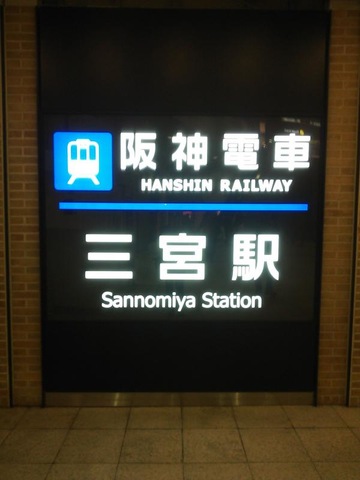 阪神電車
HANSHIN RAILWAY
三宮駅
Sannomiya Station